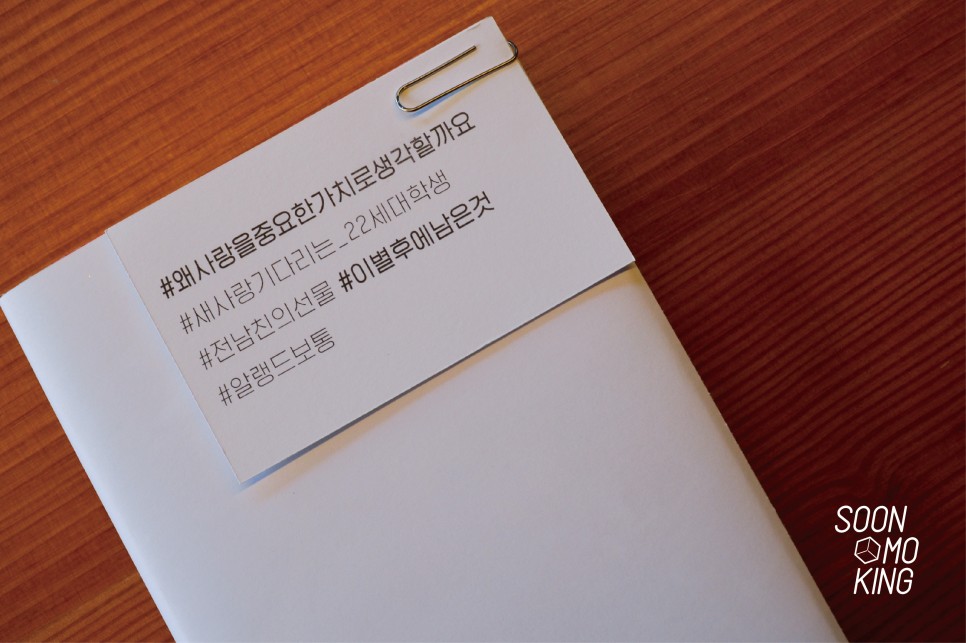 #왜사랑을중요한가치로생각할까요
#새사랑기다리는_22세대학생
#전남친의선물 #이별후에남은것
#알랭드보통
SOON
MO
KING